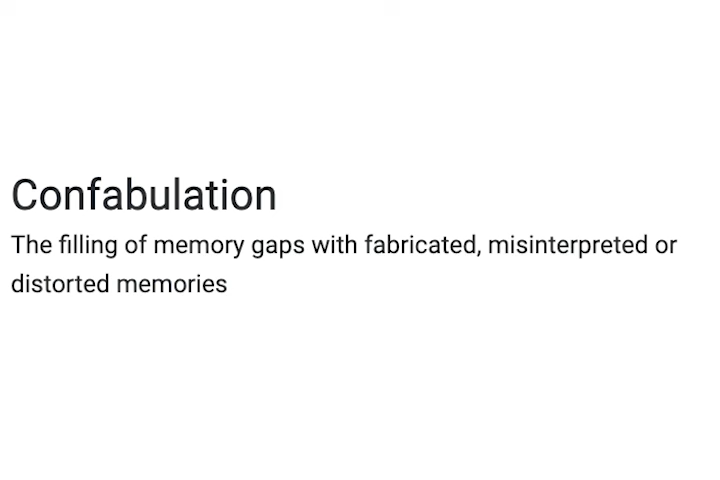 Confabulation
The filling of memory gaps with fabricated, misinterpreted or
distorted memories